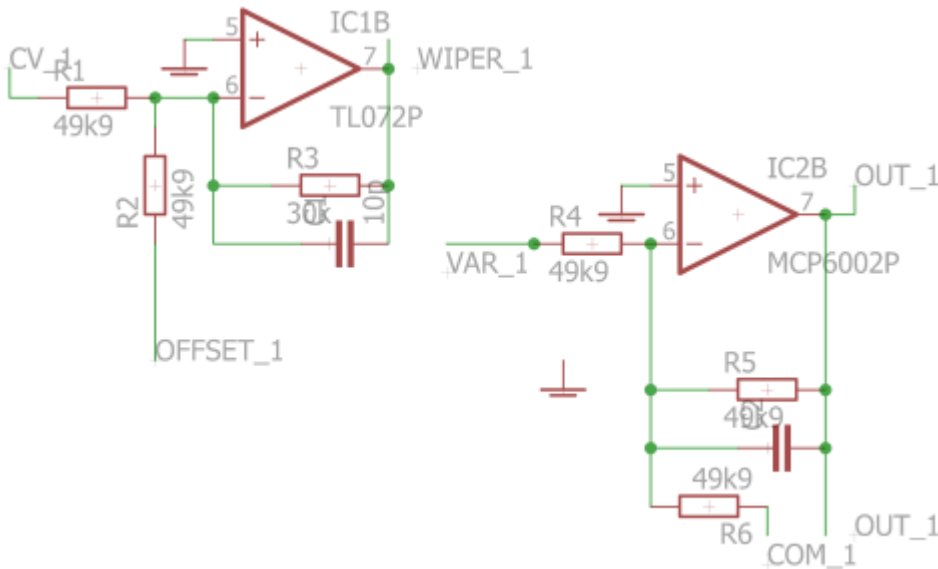 IC1B
5
7
WIPER_1
CV_1
R1
6
TL072P
49k9
R3
R2
49k9
30k
10n
IC2B
5
OUT_1
7
R4
6
VAR_1
49k9
MCP6002P
OFFSET_1
R5
49k9
49k9
R6
OUT_1
COM_1